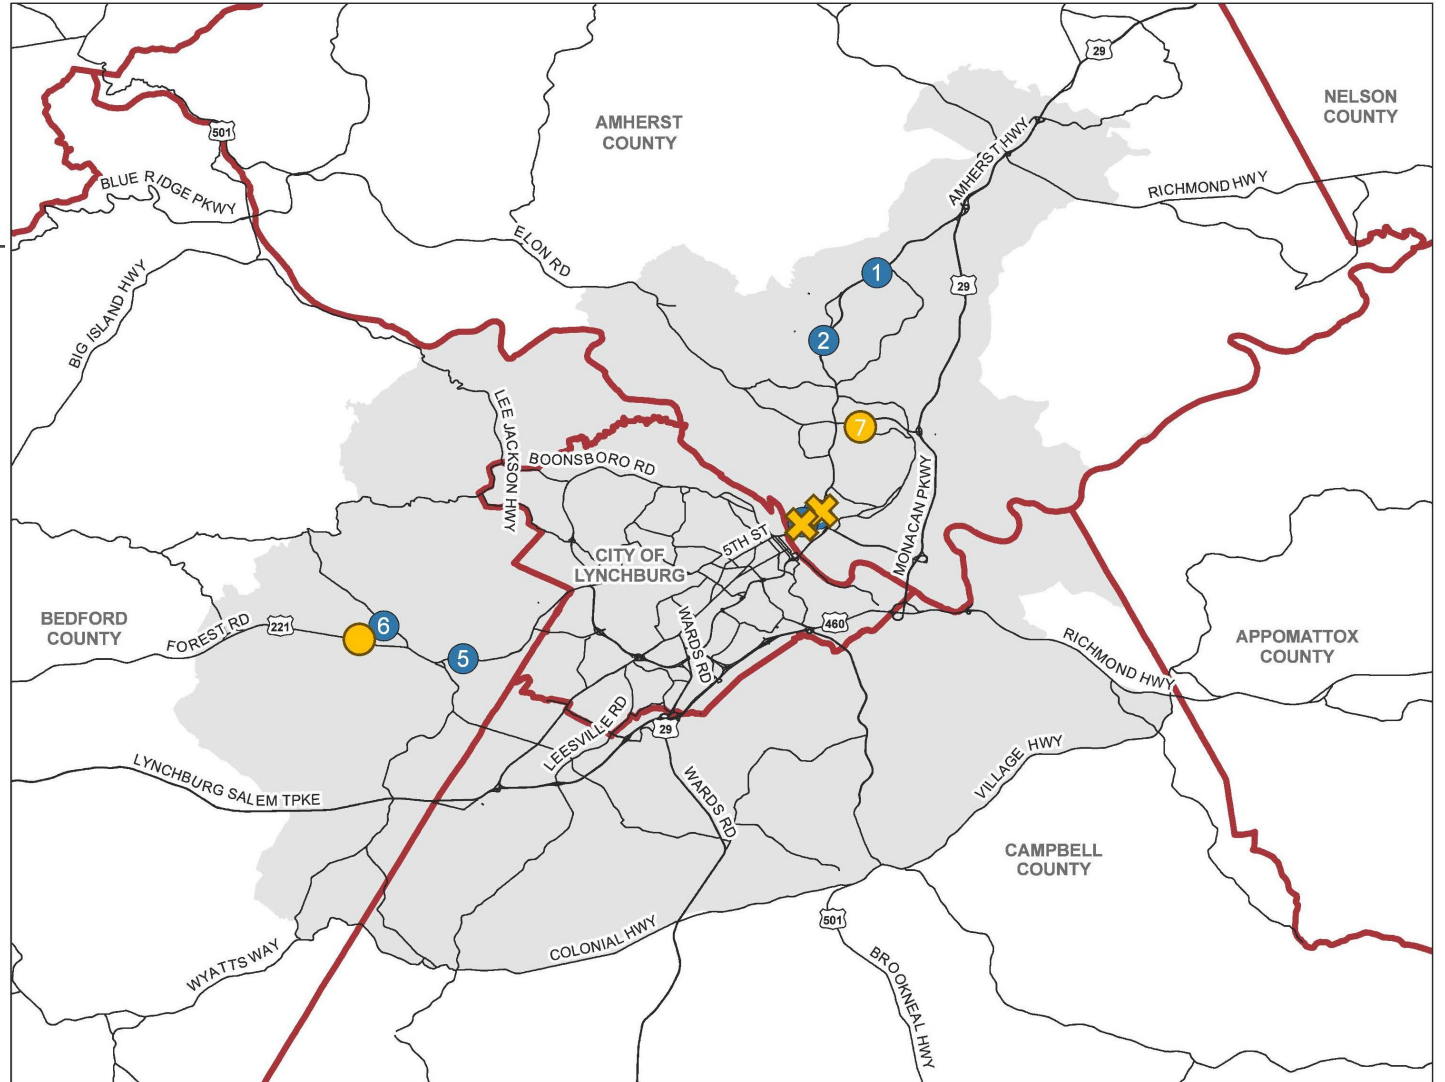 29
NELSON
COUNTY
AMHERST
COUNTY
501
AMHERST HWY
BLUE RIDGE PKWY
RICHMOND HWY
ELON RD
1
29
BIG ISLAND HWY
2
LEE JACKSON HWY
7
BOONSBORO RD
MONACAN PKWY
5TH ST
CITY OF
LYNCHBURG
BEDFORD
COUNTY
FOREST RD
221
6
5
WARDS RD
460
RICHMOND HWY
APPOMATTOX
COUNTY
LEESVILLE RD
29
LYNCHBURG SALEM TPKE
WARDS RD
VILLAGE HWY
CAMPBELL
COUNTY
501
COLONIAL HWY
WYATTS WAY
BROOKNEAL HWY